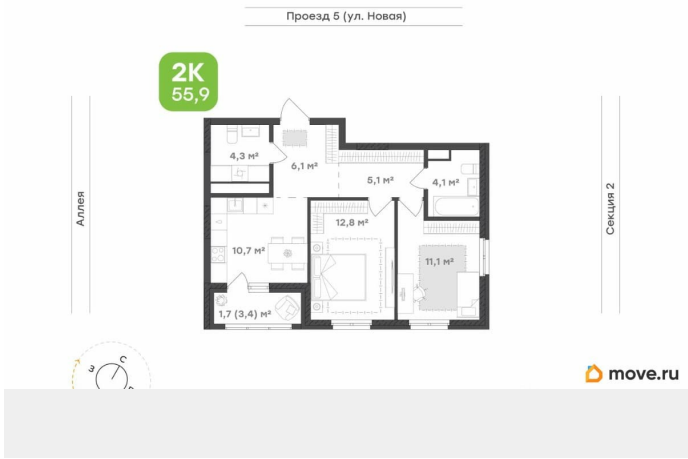 Проезд 5 (ул. Новая)
2К
55,9
4,3 м²
6,1 м²
5,1 м²
4,1 м²
Аллея
Секция 2
12,8 м²
10,7 м²
11,1 м²
1,7 (3,4) м²
С
З
move.ru